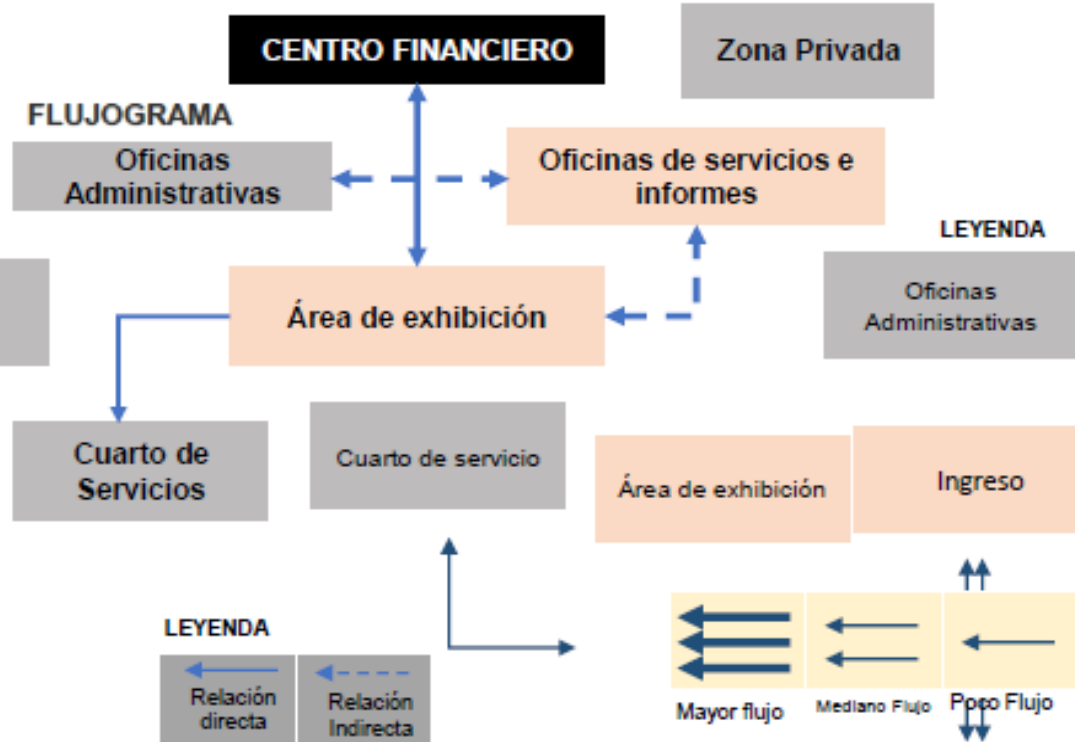 CENTRO FINANCIERO
Zona Privada
FLUJOGRAMA
Oficinas
Administrativas
Oficinas de servicios e
informes
LEYENDA
Oficinas
Administrativas
Área de exhibición
Cuarto de
Servicios
Cuarto de servicio
Área de exhibición
Ingreso
LEYENDA
Relación
directa
Relación
Indirecta
Mayor flujo
Mediano Flujo
Poco Flujo